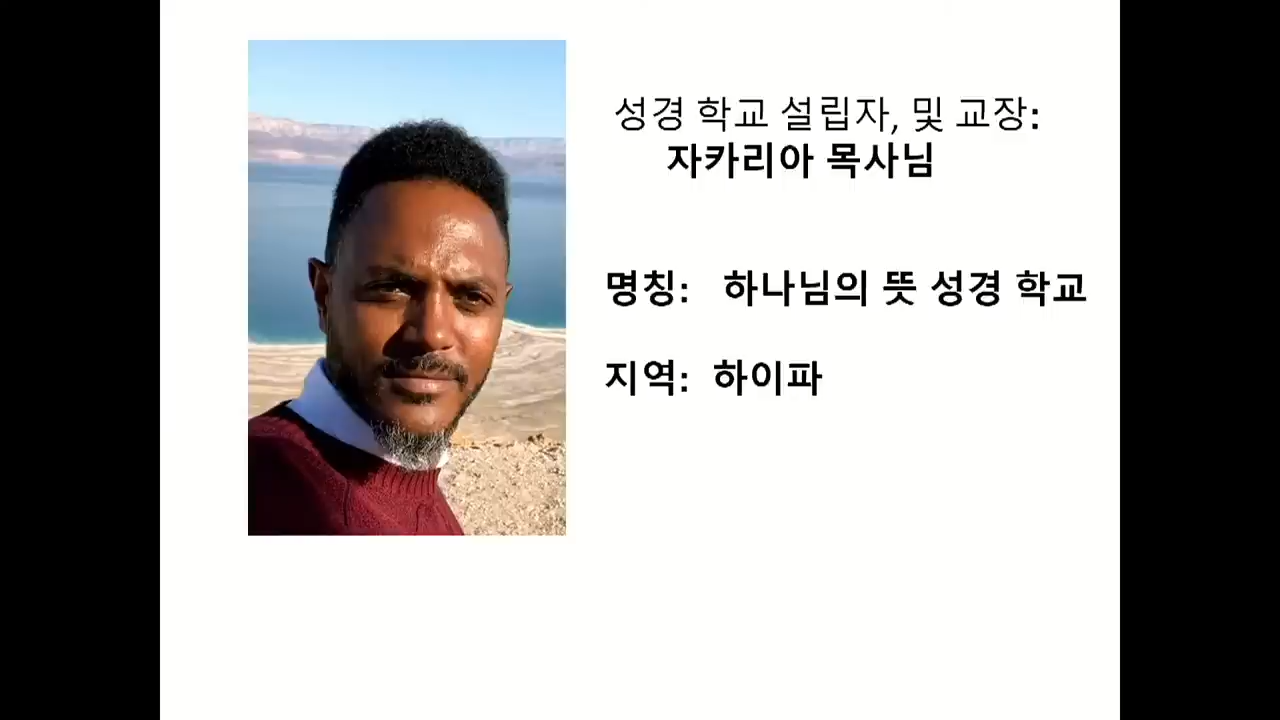 성경 학교 설립자, 및 교장:
자카리아 목사님
명칭: 하나님의 뜻 성경 학교
지역: 하이파